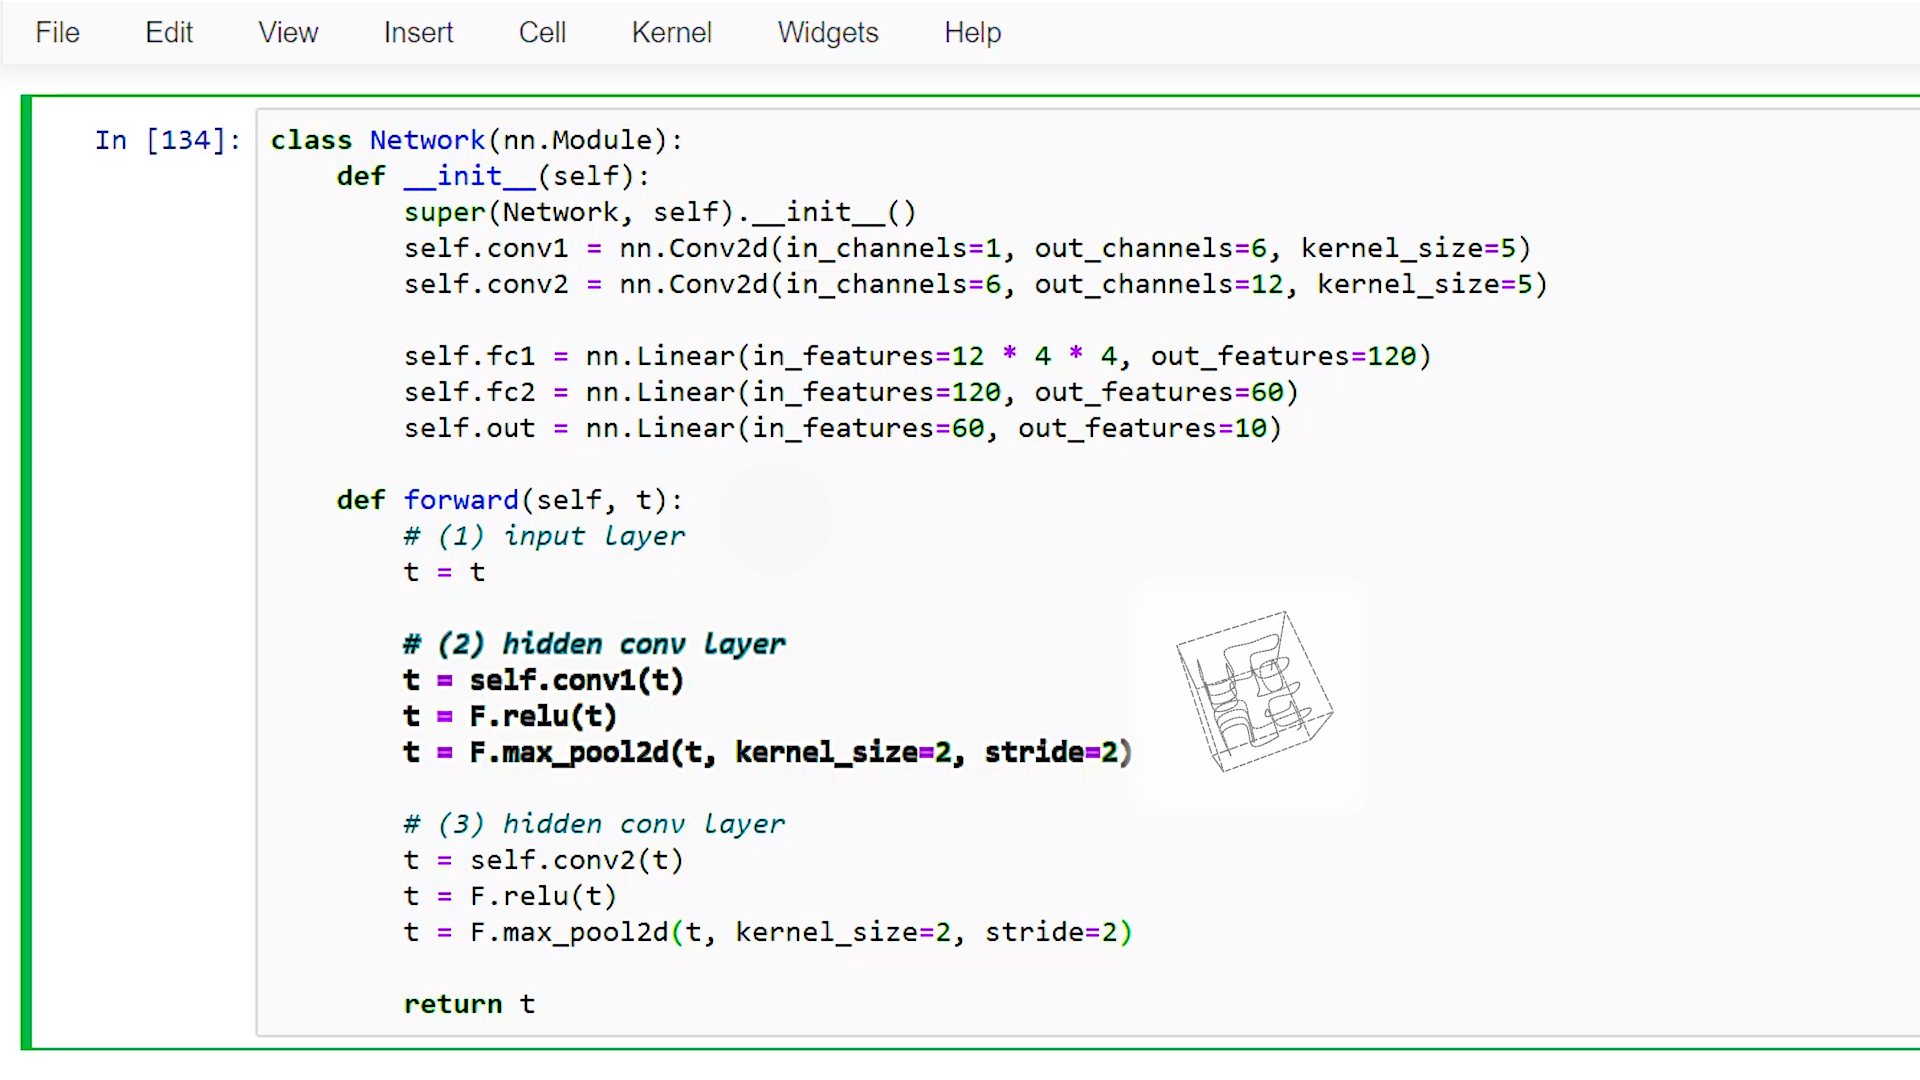 File Edit View Insert Cell Kernel Widgets Help
In [134]: class Network(nn.Module):
    def __init__(self):
        super(Network, self).__init__()
        self.conv1 = nn.Conv2d(in_channels=1, out_channels=6, kernel_size=5)
        self.conv2 = nn.Conv2d(in_channels=6, out_channels=12, kernel_size=5)

        self.fc1 = nn.Linear(in_features=12 * 4 * 4, out_features=120)
        self.fc2 = nn.Linear(in_features=120, out_features=60)
        self.out = nn.Linear(in_features=60, out_features=10)

    def forward(self, t):
        # (1) input layer
        t = t

        # (2) hidden conv layer
        t = self.conv1(t)
        t = F.relu(t)
        t = F.max_pool2d(t, kernel_size=2, stride=2)

        # (3) hidden conv layer
        t = self.conv2(t)
        t = F.relu(t)
        t = F.max_pool2d(t, kernel_size=2, stride=2)

        return t